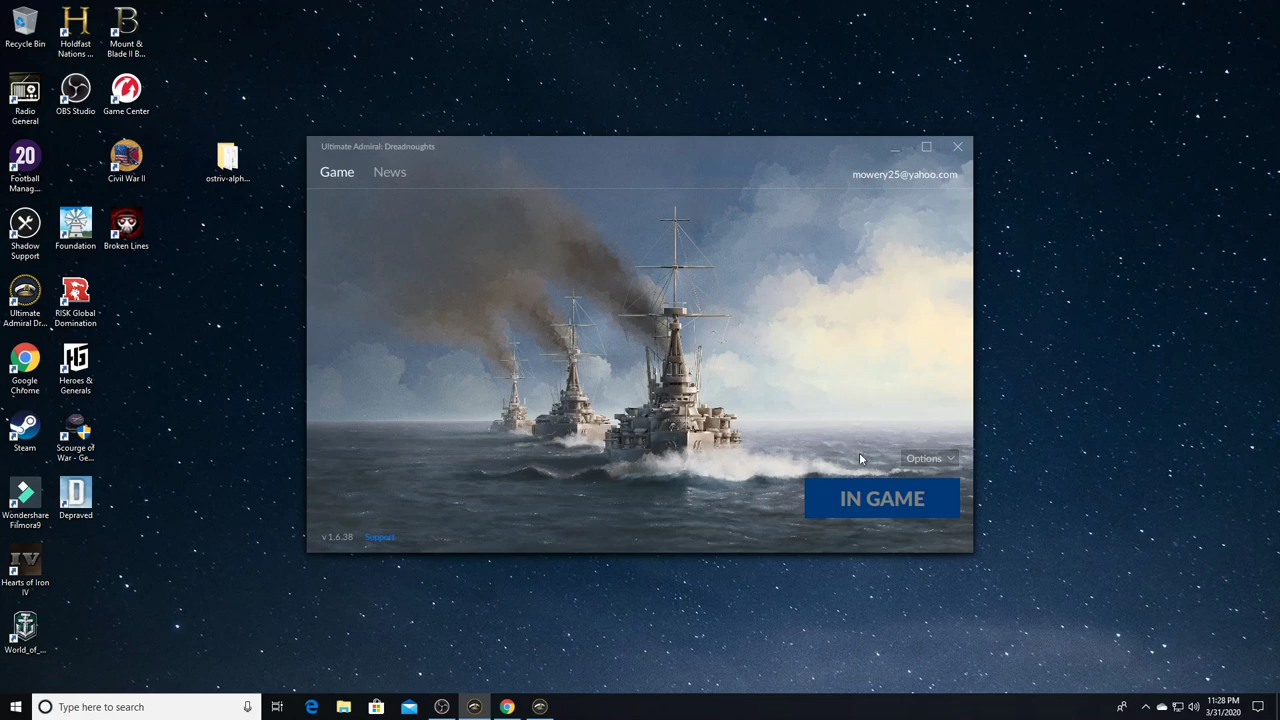 Recycle Bin
Holdfast
Nations ...
Mount &
Blade II B...
Radio
General
OBS Studio
Game Center
20
Football
Manag...
Civil War II
ostriv-alph...
Shadow
Support
Foundation
Broken Lines
Ultimate
Admiral Dr...
RISK Global
Domination
Google
Chrome
Heroes &
Generals
Steam
Scourge of
War - Ge...
Wondershare
Filmora9
Depraved
Hearts of Iron
IV
World_of_...
Ultimate Admiral: Dreadnoughts
Game
News
mowery25@yahoo.com
Options
IN GAME
v 1.6.38
Support
Type here to search
11:28 PM
3/31/2020